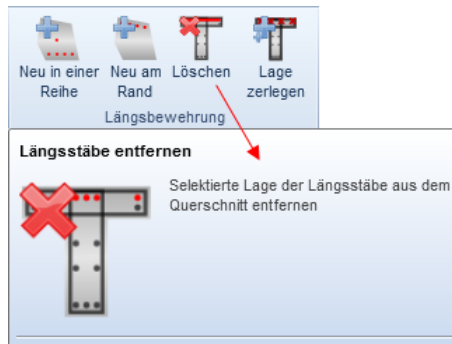 Neu in einer Neu am Löschen Lage
Reihe Rand zerlegen
Längsbewehrung
Längsstäbe entfernen
Selektierte Lage der Längsstäbe aus dem
Querschnitt entfernen